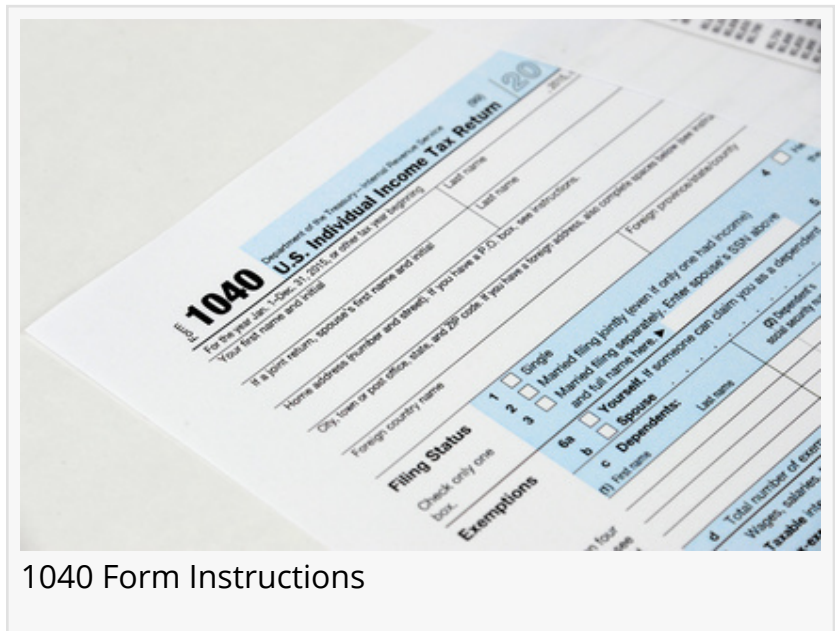 Form
1040
Department of the Treasury—Internal Revenue Service
(99)
U.S. Individual Income Tax Return
20
For the year Jan. 1–Dec. 31, 2015, or other tax year beginning
, 2015,
Your first name and initial
Last name
If a joint return, spouse's first name and initial
Last name
Home address (number and street). If you have a P.O. box, see instructions.
City, town or post office, state, and ZIP code. If you have a foreign address, also complete spaces below (see
Foreign country name
Foreign province/state/county
Filing Status
Check only one
box.
1 Single
2 Married filing jointly (even if only one had income)
3 Married filing separately. Enter spouse's SSN above
and full name here. ▶
4
5
Exemptions
6a Yourself. If someone can claim you as a dependent
b Spouse
c Dependents:
(1) First name
Last name
(2) Dependent's
social security
d Total number of
Wages, salaries,
Taxable
four
see
1040 Form Instructions